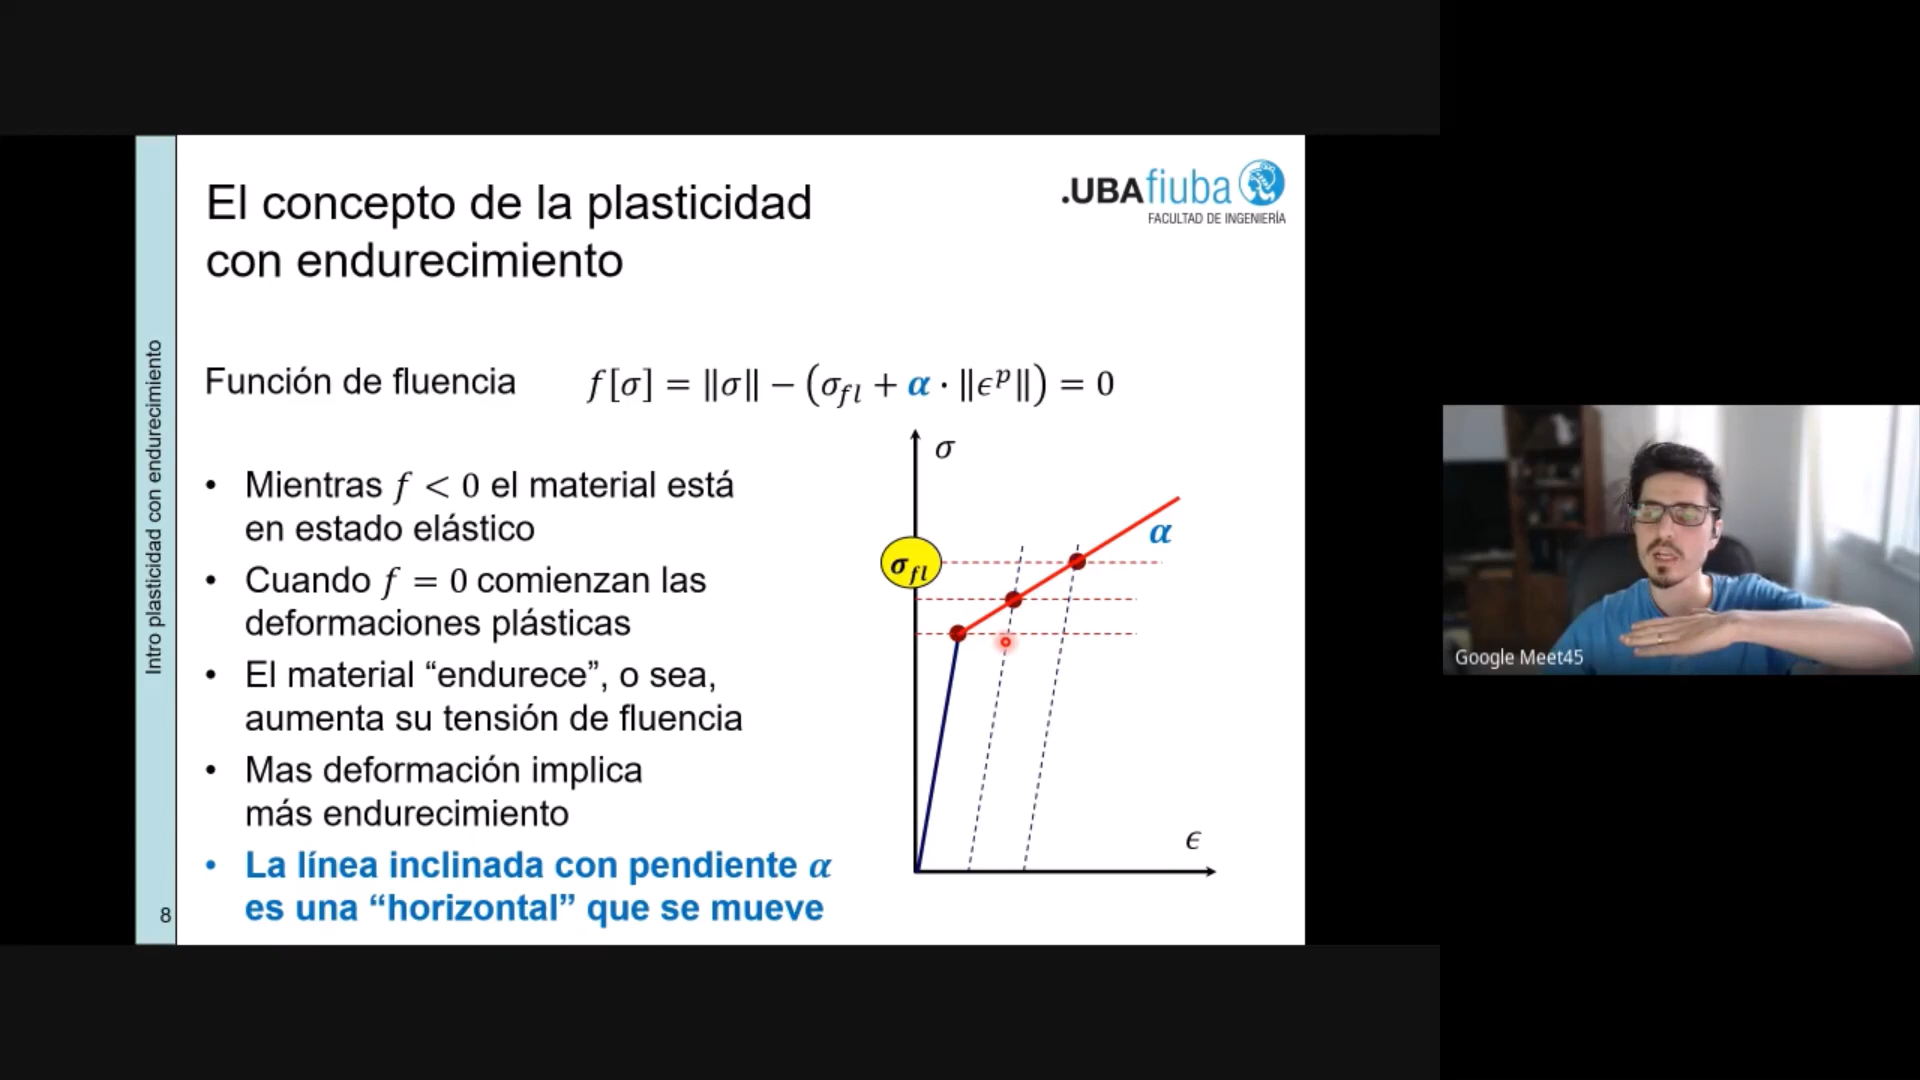 El concepto de la plasticidad
con endurecimiento
.UBAfiuba
FACULTAD DE INGENIERÍA
Intro plasticidad con endurecimiento
Función de fluencia f[σ] = ‖σ‖ − (σ_fl + α · ‖ϵ^p‖) = 0
• Mientras f < 0 el material está
en estado elástico
• Cuando f = 0 comienzan las
deformaciones plásticas
• El material “endurece”, o sea,
aumenta su tensión de fluencia
• Mas deformación implica
más endurecimiento
• La línea inclinada con pendiente α
es una “horizontal” que se mueve
8
σ
α
σ_fl
ϵ
Google Meet45